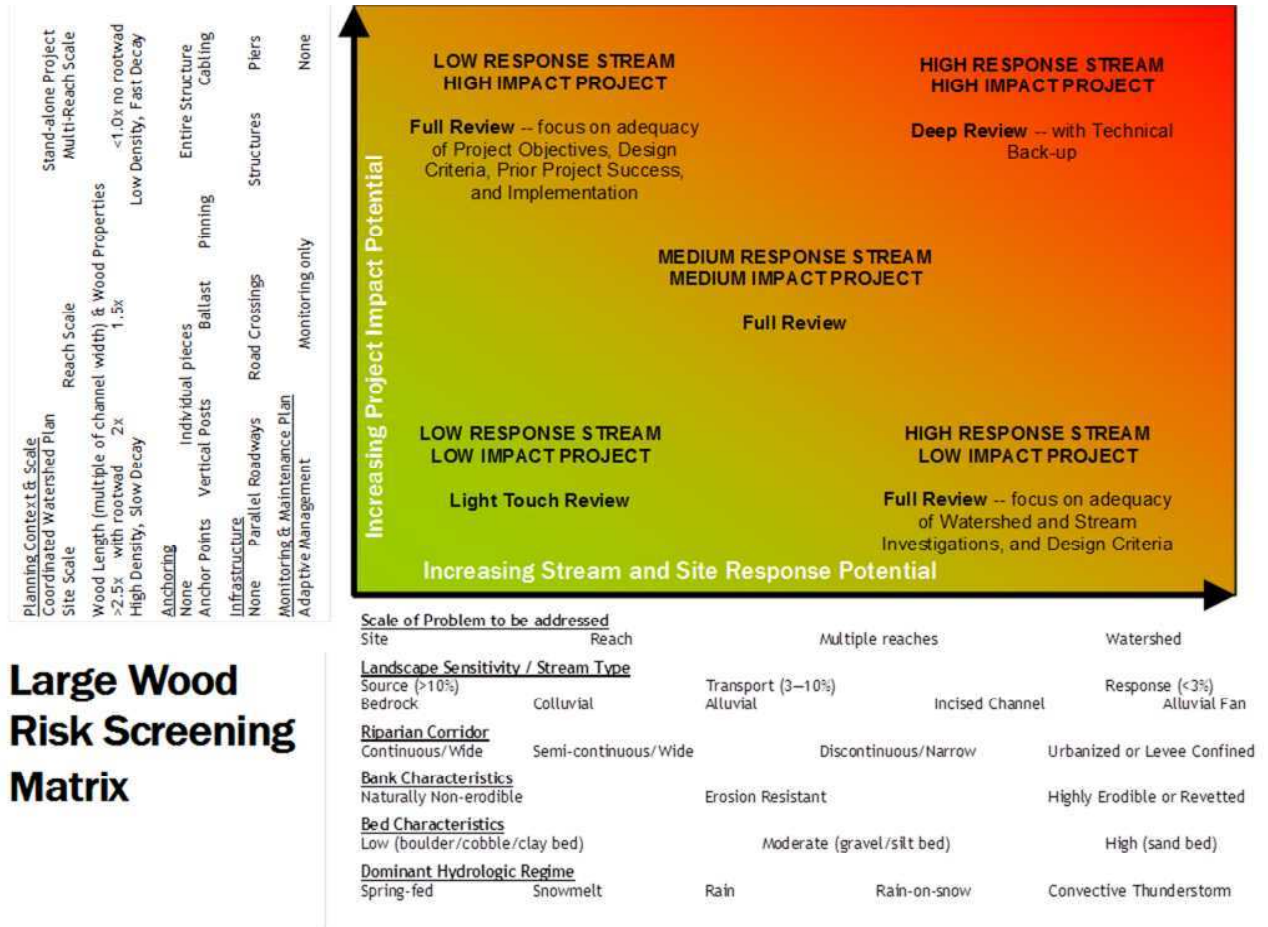 Planning Context & Scale
Coordinated Watershed Plan Stand-alone Project
Site Scale Reach Scale Multi-Reach Scale
Wood Length (multiple of channel width) & Wood Properties
>2.5x with rootwad 2x 1.5x <1.0x no rootwad
High Density, Slow Decay Low Density, Fast Decay
Anchoring
None Individual pieces Entire Structure
Anchor Points Vertical Posts Ballast Pinning Cabling
Infrastructure
None Parallel Roadways Road Crossings Structures Piers
Monitoring & Maintenance Plan
Adaptive Management Monitoring only None
Increasing Project Impact Potential
LOW RESPONSE STREAM
HIGH IMPACT PROJECT
Full Review -- focus on adequacy
of Project Objectives, Design
Criteria, Prior Project Success,
and Implementation
HIGH RESPONSE STREAM
HIGH IMPACT PROJECT
Deep Review -- with Technical
Back-up
MEDIUM RESPONSE STREAM
MEDIUM IMPACT PROJECT
Full Review
LOW RESPONSE STREAM
LOW IMPACT PROJECT
Light Touch Review
HIGH RESPONSE STREAM
LOW IMPACT PROJECT
Full Review -- focus on adequacy
of Watershed and Stream
Investigations, and Design Criteria
Increasing Stream and Site Response Potential
Large Wood
Risk Screening
Matrix
Scale of Problem to be addressed
Site Reach Multiple reaches Watershed
Landscape Sensitivity / Stream Type
Source (>10%) Transport (3–10%) Response (<3%)
Bedrock Colluvial Alluvial Incised Channel Alluvial Fan
Riparian Corridor
Continuous/Wide Semi-continuous/Wide Discontinuous/Narrow Urbanized or Levee Confined
Bank Characteristics
Naturally Non-erodible Erosion Resistant Highly Erodible or Revetted
Bed Characteristics
Low (boulder/cobble/clay bed) Moderate (gravel/silt bed) High (sand bed)
Dominant Hydrologic Regime
Spring-fed Snowmelt Rain Rain-on-snow Convective Thunderstorm